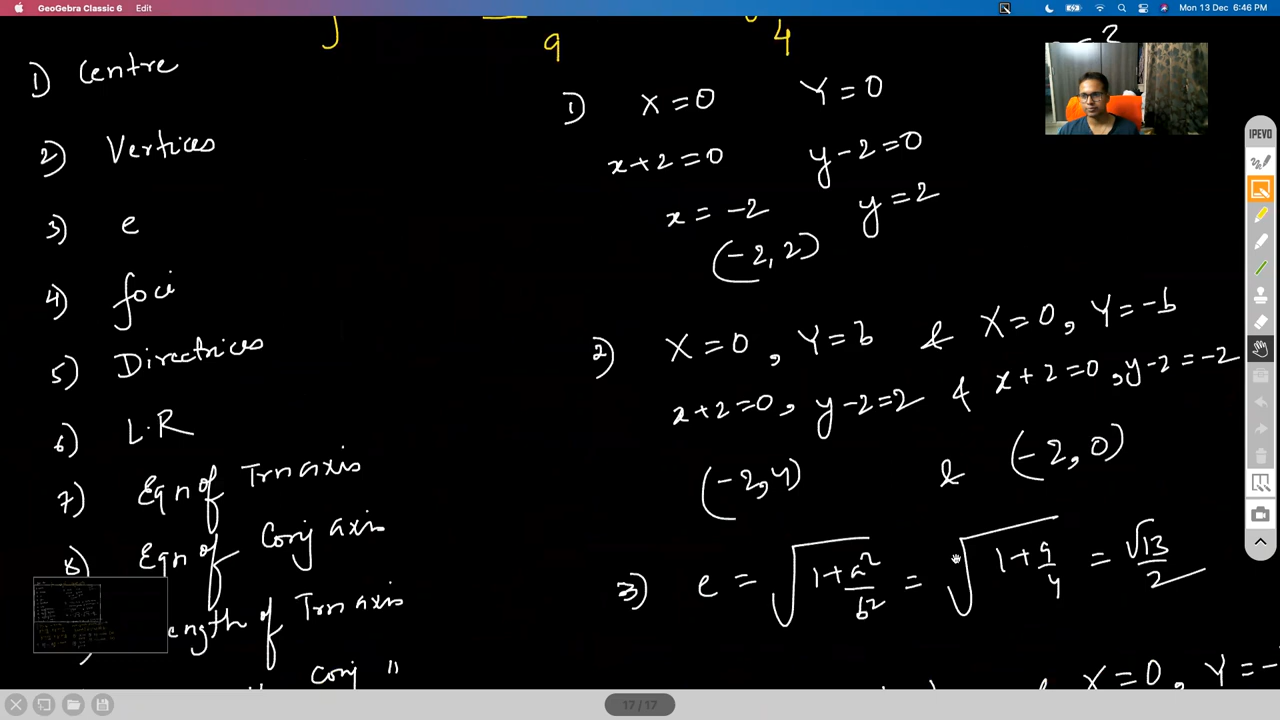 GeoGebra Classic 6 Edit Mon 13 Dec 6:46 PM
9 4
= 2
1) Centre
2) Vertices
3) e
4) foci
5) Directrices
6) L.R
7) Eqn of Trn axis
8) Eqn of Conj axis
ength of Trn axis
" Conj "
1) X = 0 Y = 0
x+2 = 0 y-2 = 0
x = -2 y = 2
(-2, 2)
2) X = 0, Y = b & X = 0, Y = -b
x+2 = 0, y-2 = 2 & x+2 = 0, y-2 = -2
(-2, 4) & (-2, 0)
3) e = √1+a²/b² = √1+9/4 = √13/2
X = 0, Y = -
IPEVO
17/17